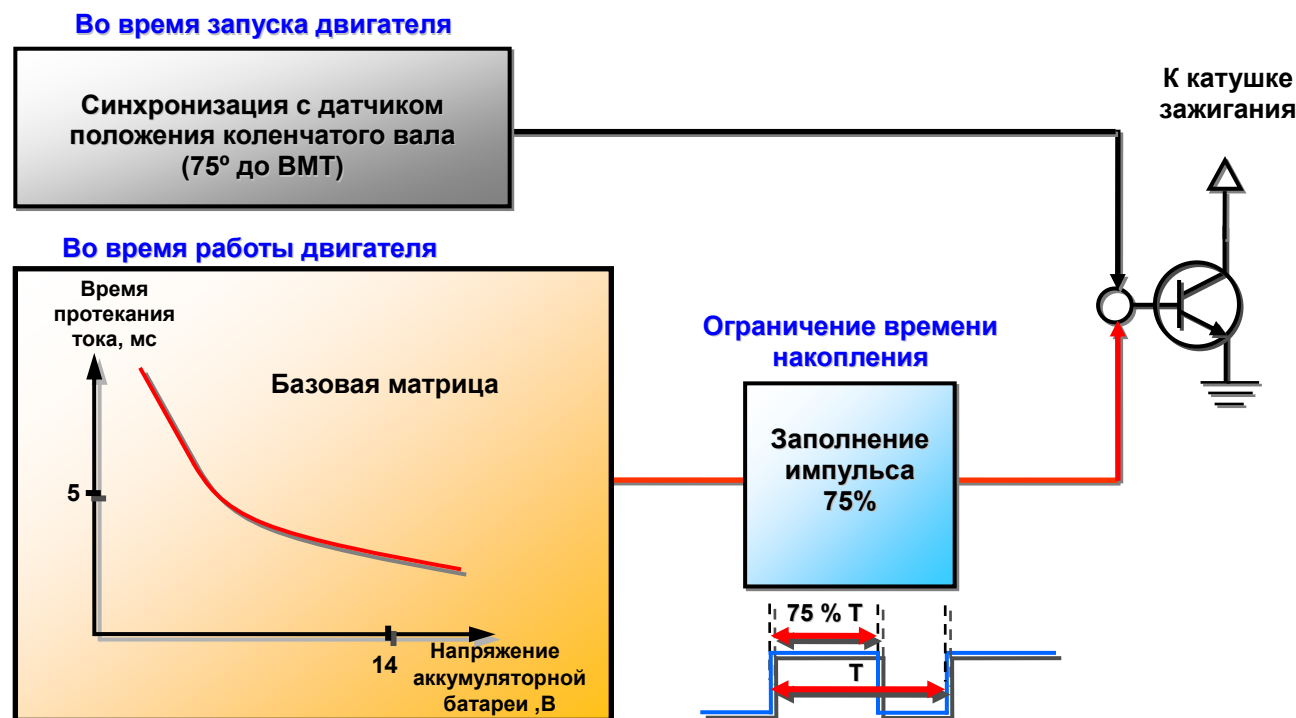 Во время запуска двигателя
Синхронизация с датчиком
положения коленчатого вала
(75º до ВМТ)
К катушке
зажигания
Во время работы двигателя
Время
протекания
тока, мс
Базовая матрица
5
14
Напряжение
аккумуляторной
батареи ,В
Ограничение времени
накопления
Заполнение
импульса
75%
75 % T
T